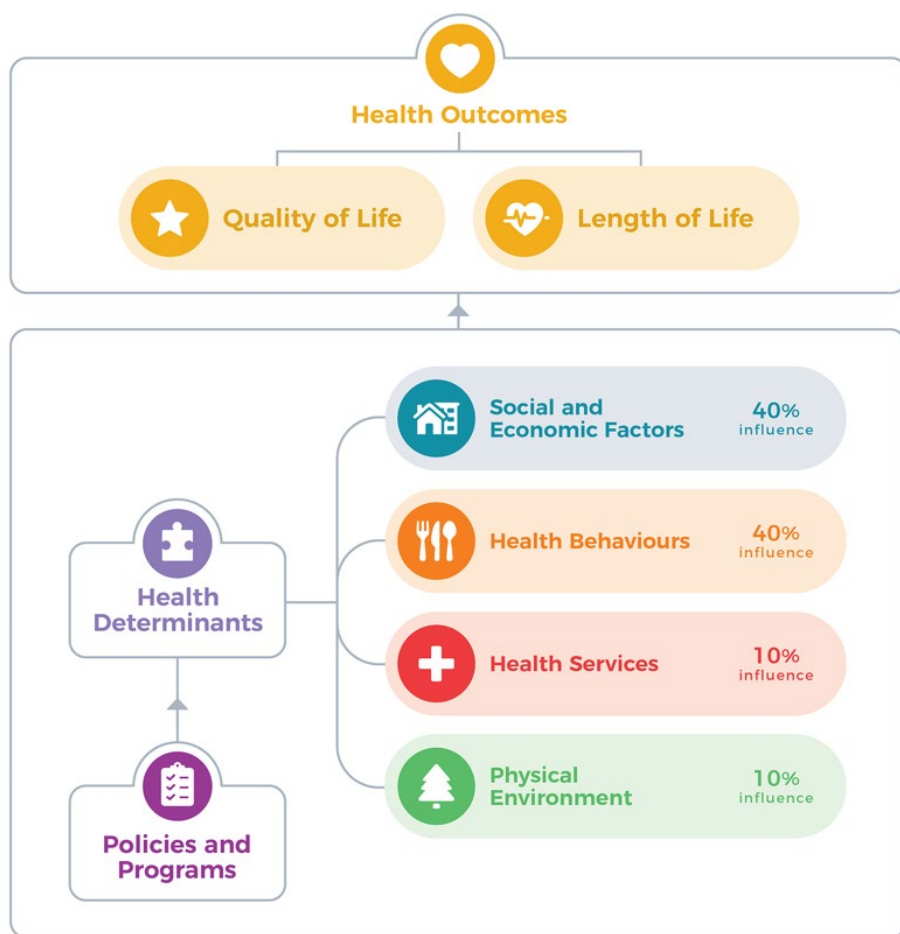 Health Outcomes
Quality of Life
Length of Life
Social and
Economic Factors
40%
influence
Health Behaviours
40%
influence
Health
Determinants
Health Services
10%
influence
Physical
Environment
10%
influence
Policies and
Programs